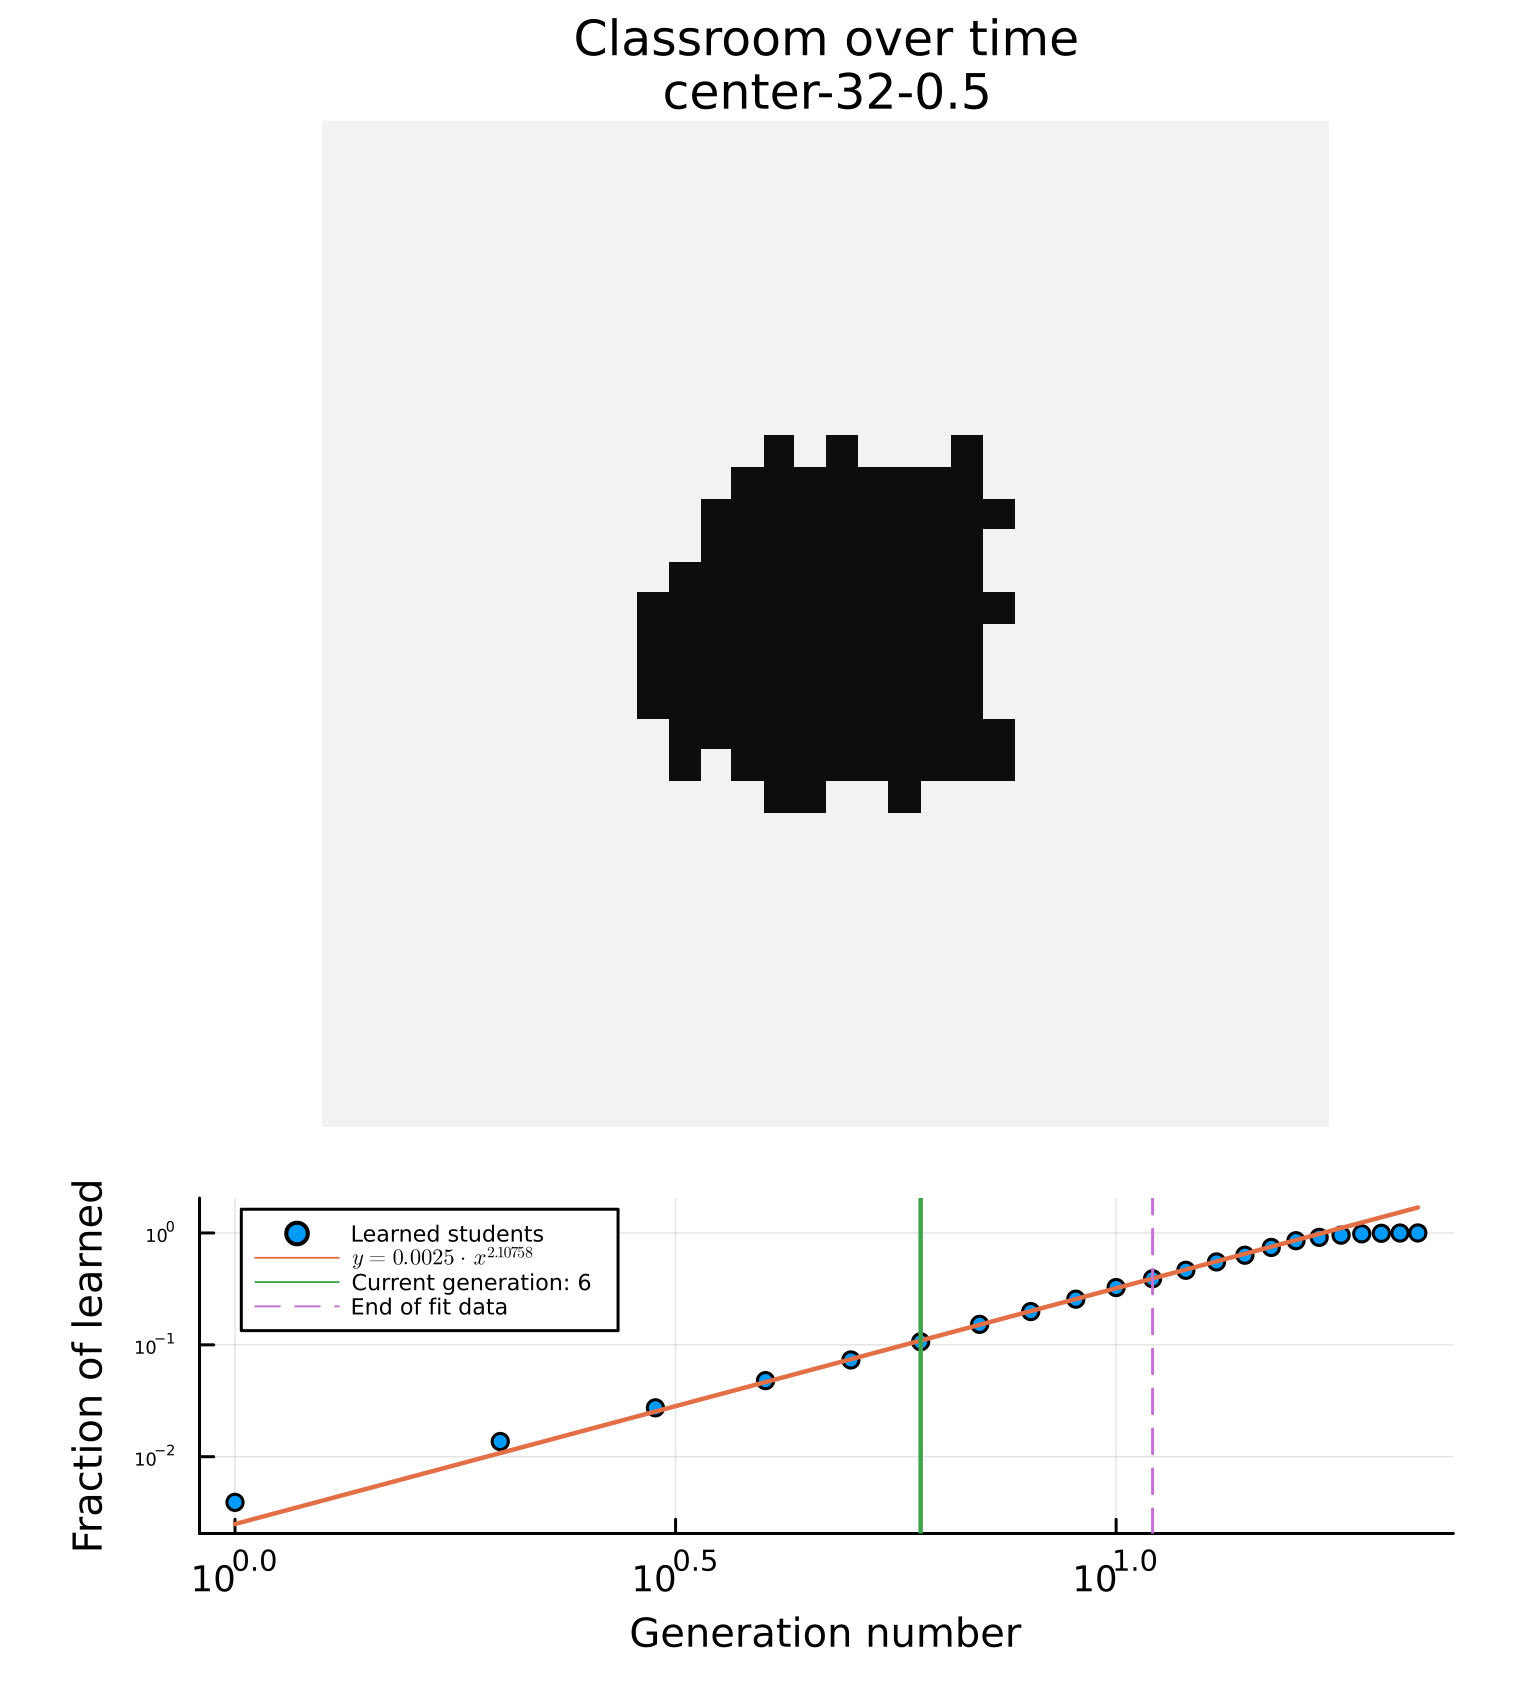 Classroom over time
center-32-0.5
Fraction of learned
10⁰
10⁻¹
10⁻²
Learned students
y = 0.0025 · x^2.10758
Current generation: 6
End of fit data
10^0.0
10^0.5
10^1.0
Generation number